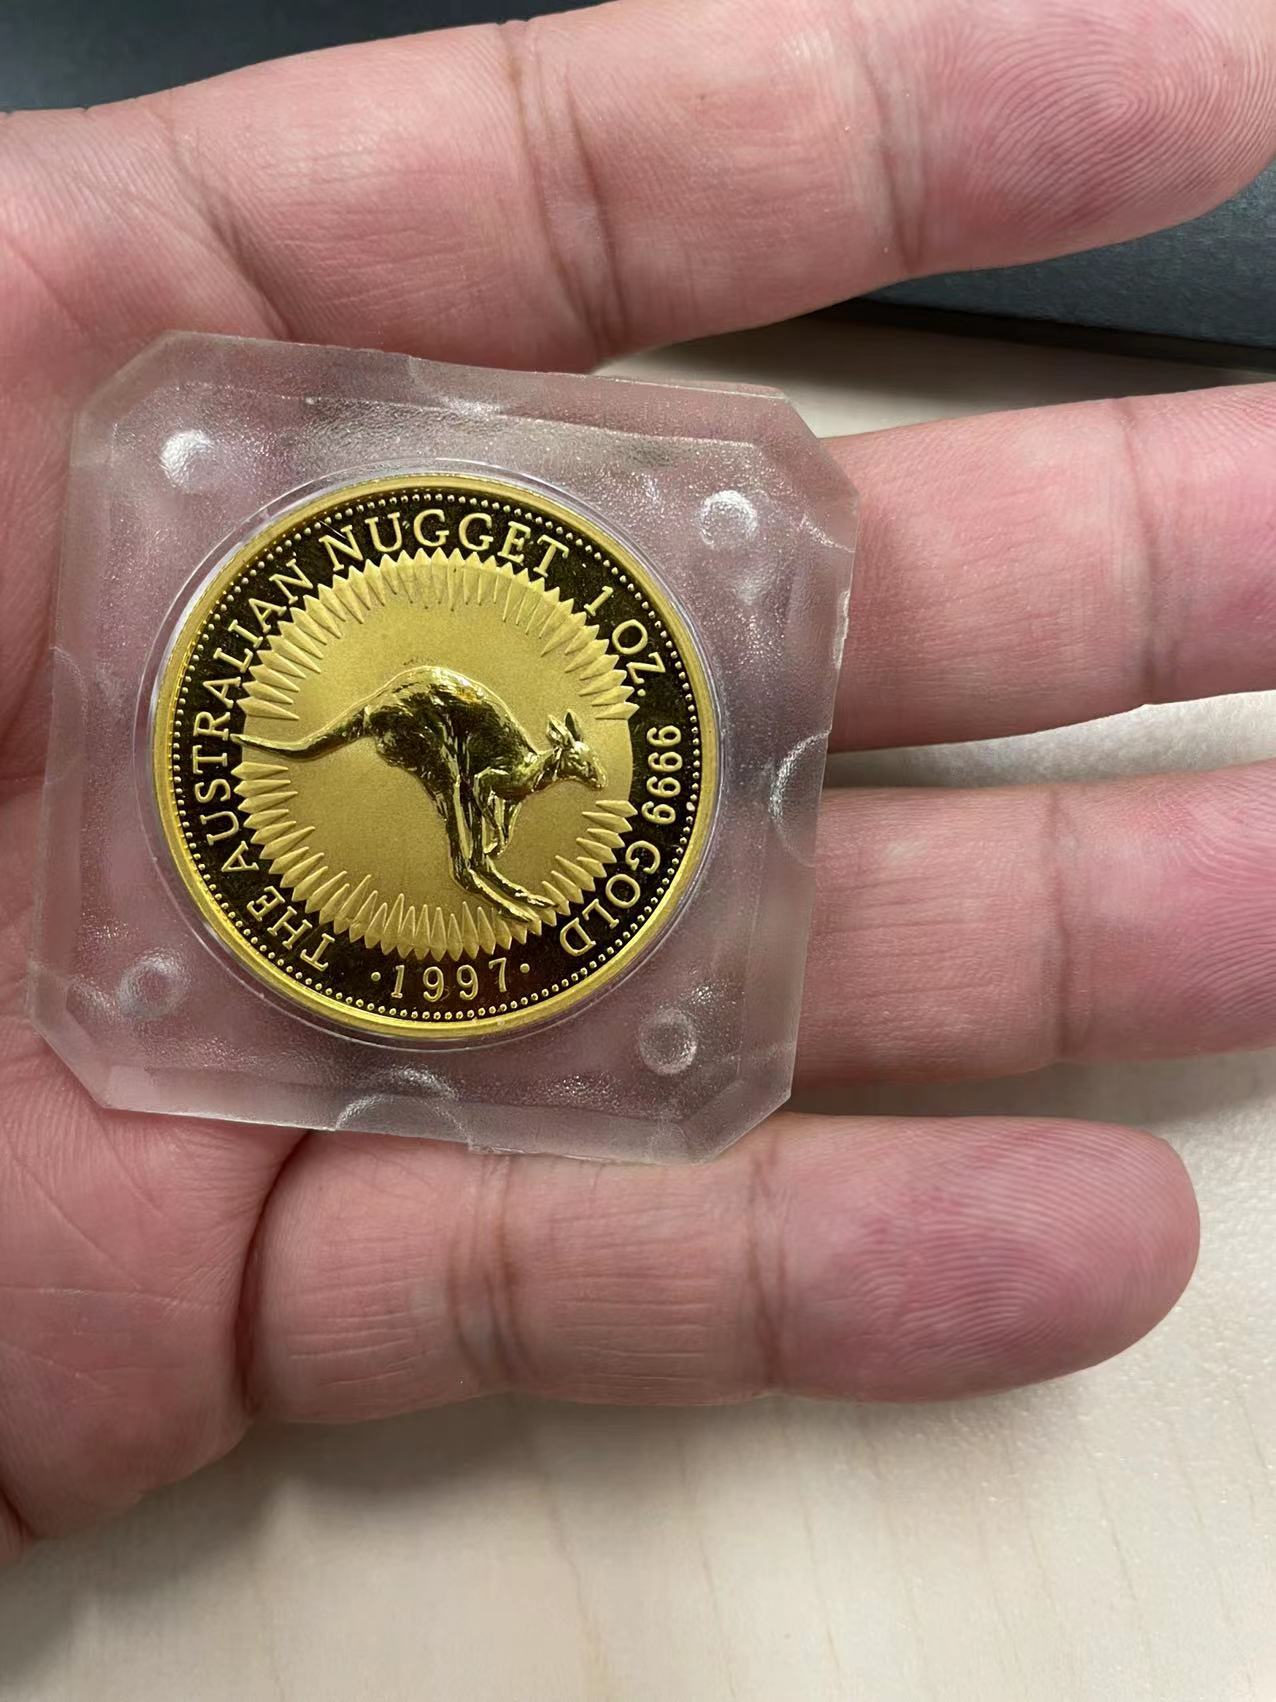 THE AUSTRALIAN NUGGET 1 OZ. 9999 GOLD
·1997·